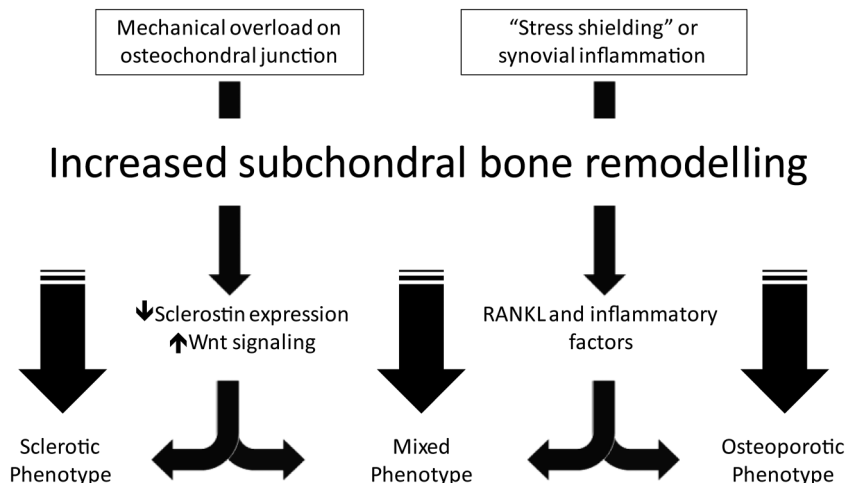 Mechanical overload on
osteochondral junction
“Stress shielding” or
synovial inflammation
Increased subchondral bone remodelling
Sclerostin expression
Wnt signaling
RANKL and inflammatory
factors
Sclerotic
Phenotype
Mixed
Phenotype
Osteoporotic
Phenotype